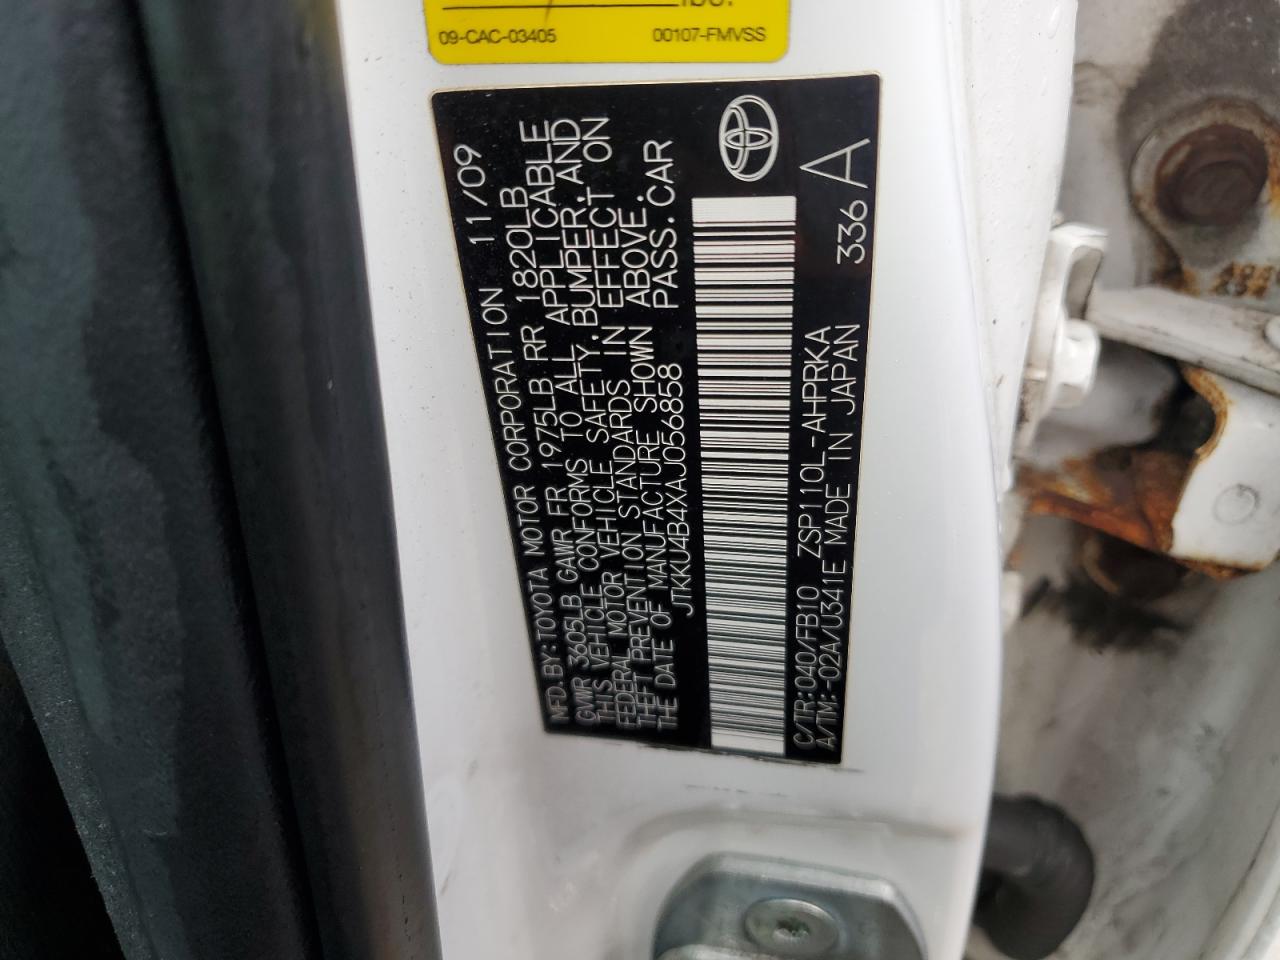 lbs.
09-CAC-03405 00107-FMVSS
MFD. BY: TOYOTA MOTOR CORPORATION 11/09
GVWR 3605LB GAWR FR 1975LB RR 1820LB
THIS VEHICLE CONFORMS TO ALL APPLICABLE
FEDERAL MOTOR VEHICLE SAFETY, BUMPER, AND
THEFT PREVENTION STANDARDS IN EFFECT ON
THE DATE OF MANUFACTURE SHOWN ABOVE.
JTKKU4B4XAJ056858 PASS.CAR
C/TR:040/FB10 ZSP110L-AHPRKA 336A
A/TM:-02A/U341E MADE IN JAPAN